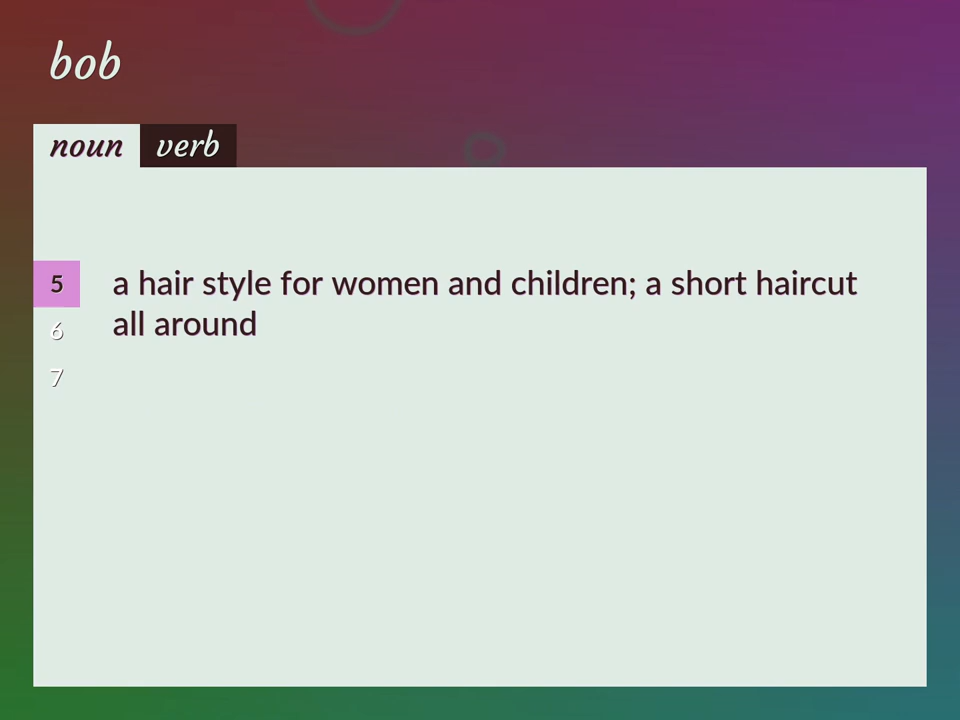 bob
noun verb
5 a hair style for women and children; a short haircut
all around
6
7